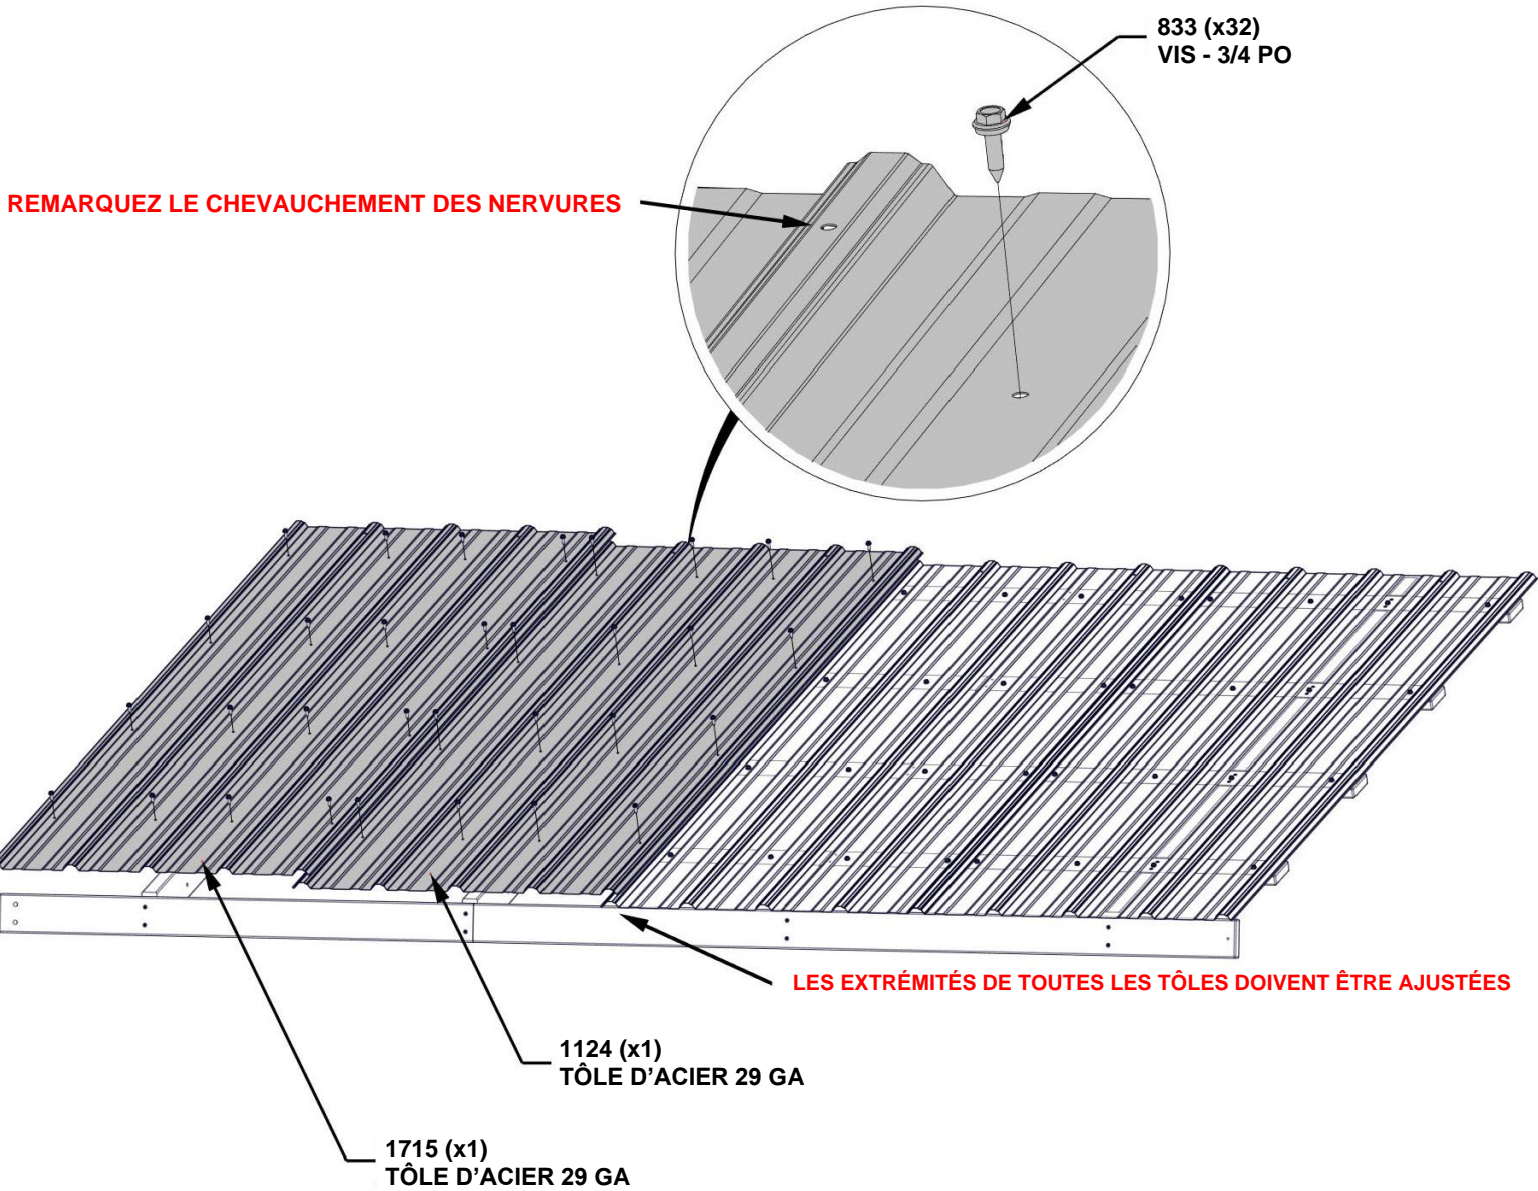 833 (x32)
VIS - 3/4 PO
REMARQUEZ LE CHEVAUCHEMENT DES NERVURES
LES EXTRÉMITÉS DE TOUTES LES TÔLES DOIVENT ÊTRE AJUSTÉES
1124 (x1)
TÔLE D’ACIER 29 GA
1715 (x1)
TÔLE D’ACIER 29 GA